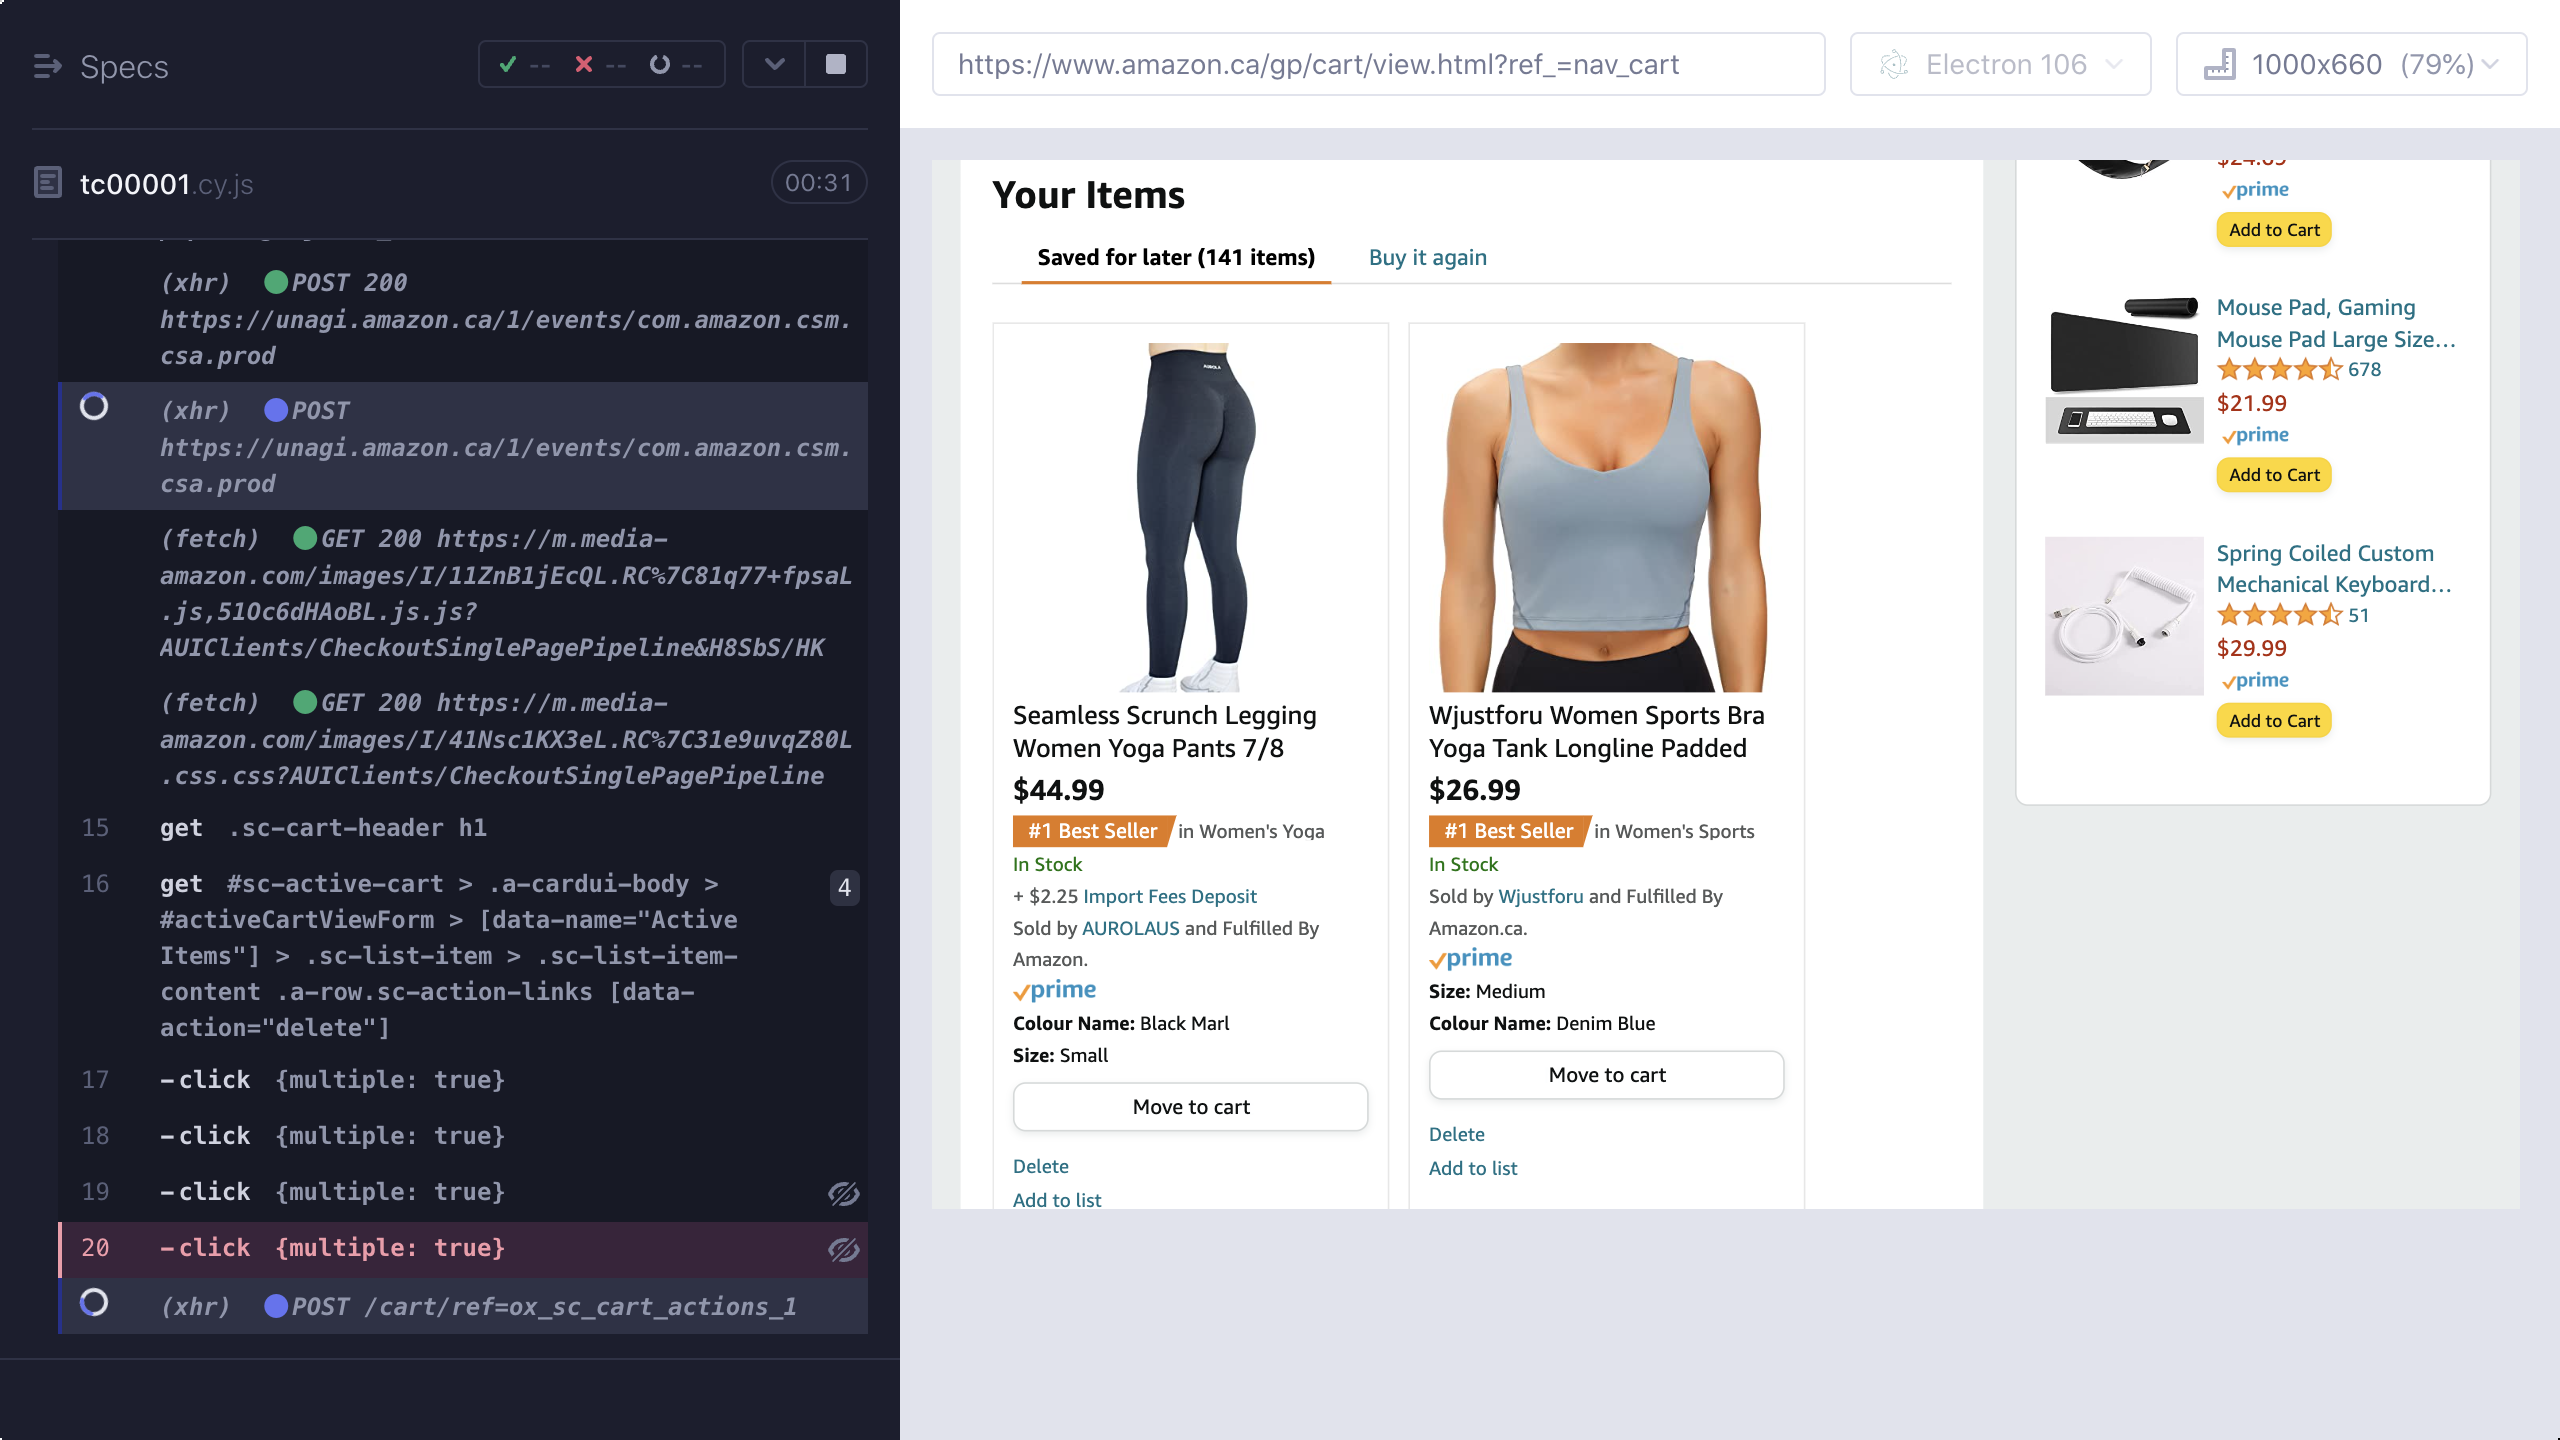 Specs
--
--
--
tc00001.cy.js
00:31
(xhr) POST 200
https://unagi.amazon.ca/1/events/com.amazon.csm.
csa.prod
(xhr) POST
https://unagi.amazon.ca/1/events/com.amazon.csm.
csa.prod
(fetch) GET 200 https://m.media-
amazon.com/images/I/11ZnB1jEcQL.RC%7C81q77+fpsaL
.js,51Oc6dHAoBL.js.js?
AUIClients/CheckoutSinglePagePipeline&H8SbS/HK
(fetch) GET 200 https://m.media-
amazon.com/images/I/41Nsc1KX3eL.RC%7C31e9uvqZ80L
.css.css?AUIClients/CheckoutSinglePagePipeline
15 get .sc-cart-header h1
16 get #sc-active-cart > .a-cardui-body > 4
#activeCartViewForm > [data-name="Active
Items"] > .sc-list-item > .sc-list-item-
content .a-row.sc-action-links [data-
action="delete"]
17 -click {multiple: true}
18 -click {multiple: true}
19 -click {multiple: true}
20 -click {multiple: true}
(xhr) POST /cart/ref=ox_sc_cart_actions_1
https://www.amazon.ca/gp/cart/view.html?ref_=nav_cart
Electron 106
1000x660 (79%)
Your Items
Saved for later (141 items)
Buy it again
AUROLA
Seamless Scrunch Legging
Women Yoga Pants 7/8
$44.99
#1 Best Seller in Women's Yoga
In Stock
+ $2.25 Import Fees Deposit
Sold by AUROLAUS and Fulfilled By
Amazon.
prime
Colour Name: Black Marl
Size: Small
Move to cart
Delete
Add to list
Wjustforu Women Sports Bra
Yoga Tank Longline Padded
$26.99
#1 Best Seller in Women's Sports
In Stock
Sold by Wjustforu and Fulfilled By
Amazon.ca.
prime
Size: Medium
Colour Name: Denim Blue
Move to cart
Delete
Add to list
$24.89
prime
Add to Cart
Mouse Pad, Gaming
Mouse Pad Large Size…
678
$21.99
prime
Add to Cart
Spring Coiled Custom
Mechanical Keyboard…
51
$29.99
prime
Add to Cart